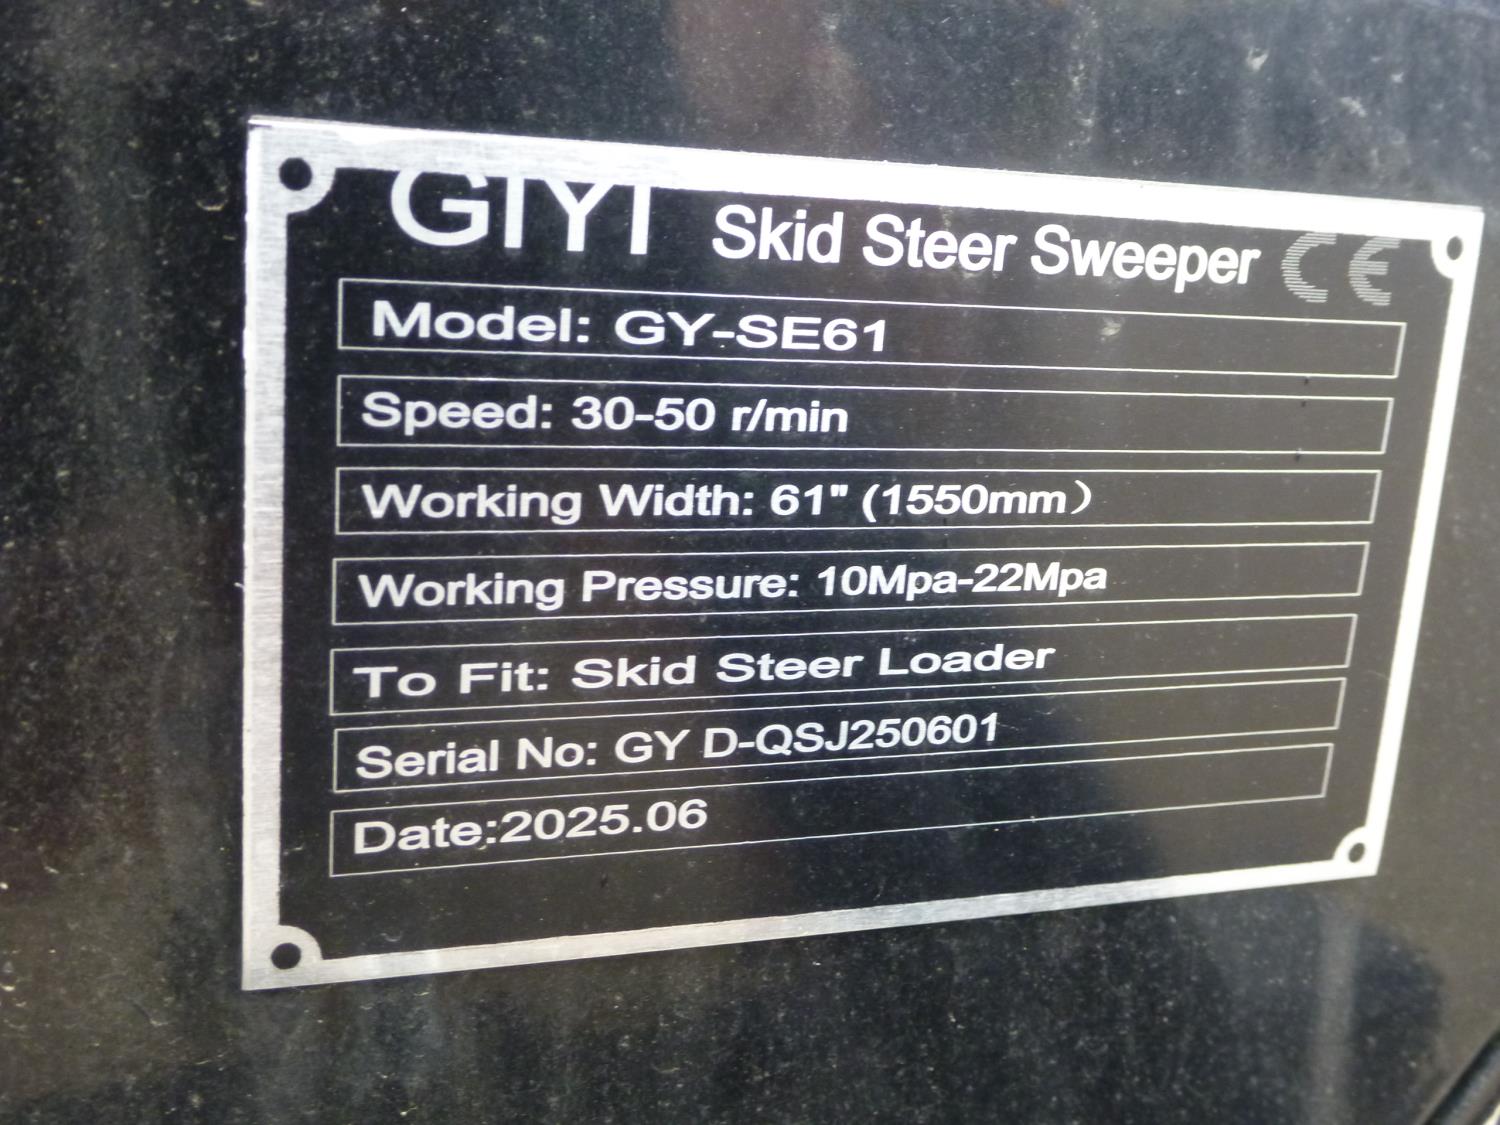 GIYI Skid Steer Sweeper CE
Model: GY-SE61
Speed: 30-50 r/min
Working Width: 61" (1550mm）
Working Pressure: 10Mpa-22Mpa
To Fit: Skid Steer Loader
Serial No: GY D-QSJ250601
Date:2025.06